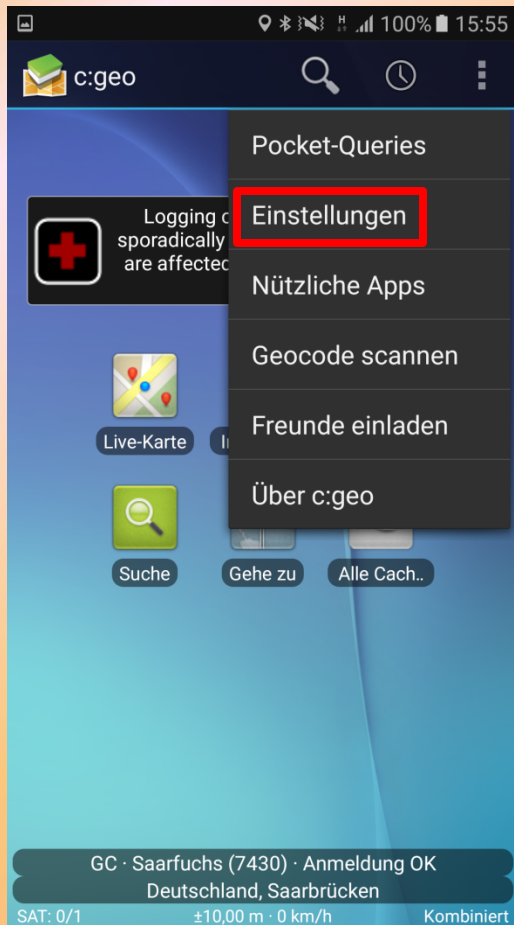 100% 15:55
c:geo
Pocket-Queries
Einstellungen
Nützliche Apps
Geocode scannen
Freunde einladen
Über c:geo
Logging
sporadically
are affected
Live-Karte
Suche
Gehe zu
Alle Cach..
GC · Saarfuchs (7430) · Anmeldung OK
Deutschland, Saarbrücken
SAT: 0/1 ±10,00 m · 0 km/h Kombiniert